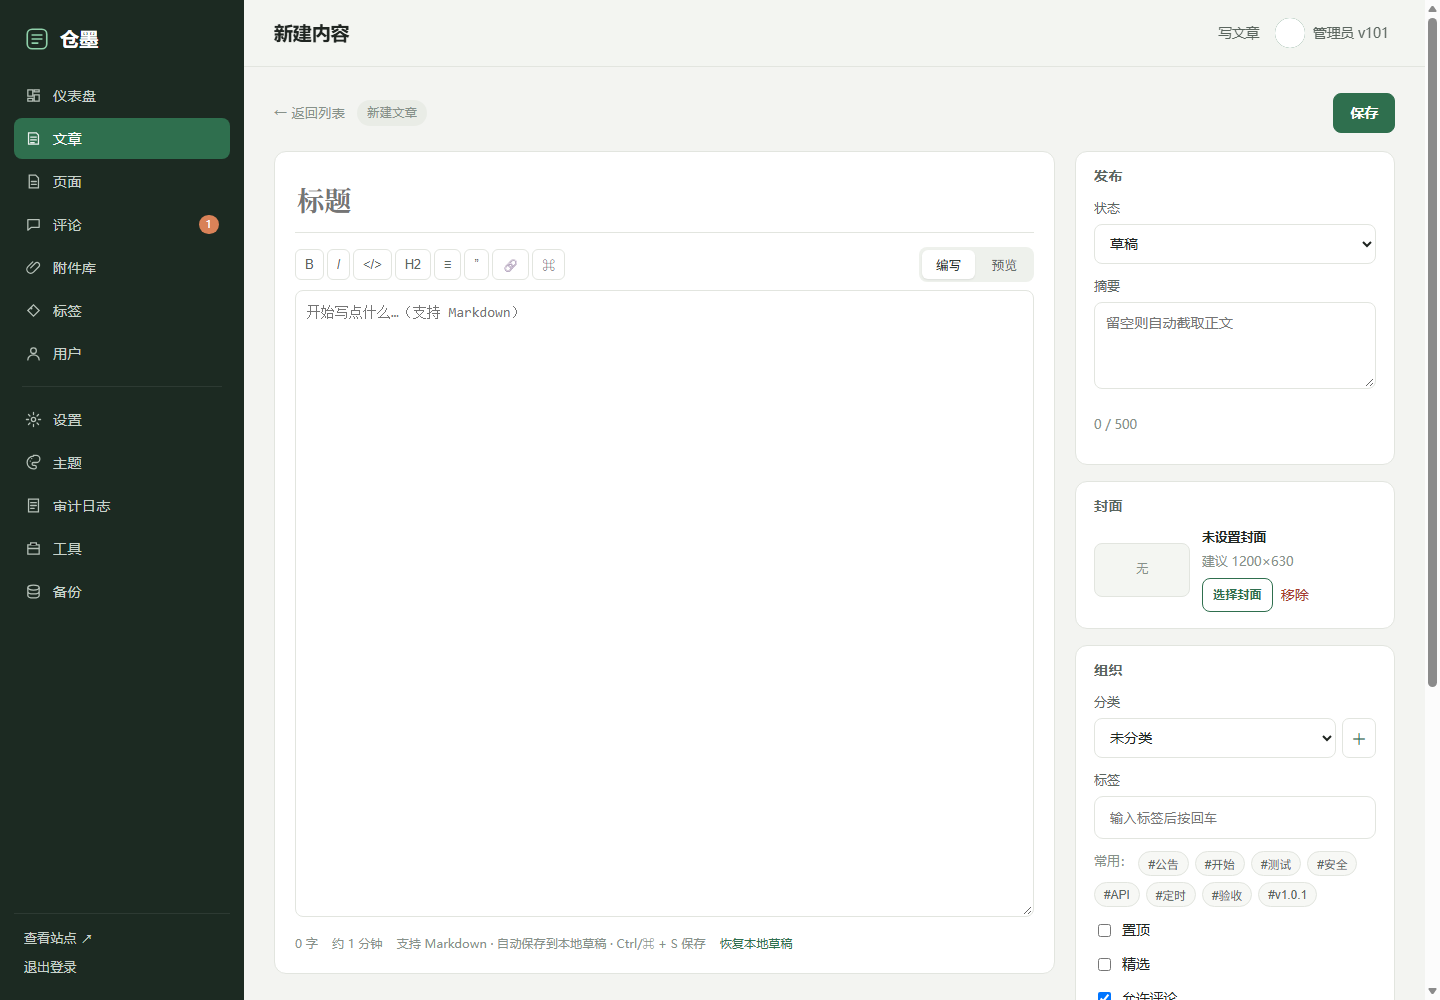 仓墨
仪表盘
文章
页面
评论 1
附件库
标签
用户
设置
主题
审计日志
工具
备份
查看站点 ↗
退出登录
新建内容
写文章 管理员 v101
← 返回列表 新建文章
保存
标题
B I </> H2 ≡ ” 🔗 ⌘
编写 预览
开始写点什么…（支持 Markdown）
0 字 约 1 分钟 支持 Markdown · 自动保存到本地草稿 · Ctrl/⌘ + S 保存 恢复本地草稿
发布
状态
草稿
摘要
留空则自动截取正文
0 / 500
封面
无
未设置封面
建议 1200×630
选择封面 移除
组织
分类
未分类 +
标签
输入标签后按回车
常用： #公告 #开始 #测试 #安全
#API #定时 #验收 #v1.0.1
置顶
精选
允许评论